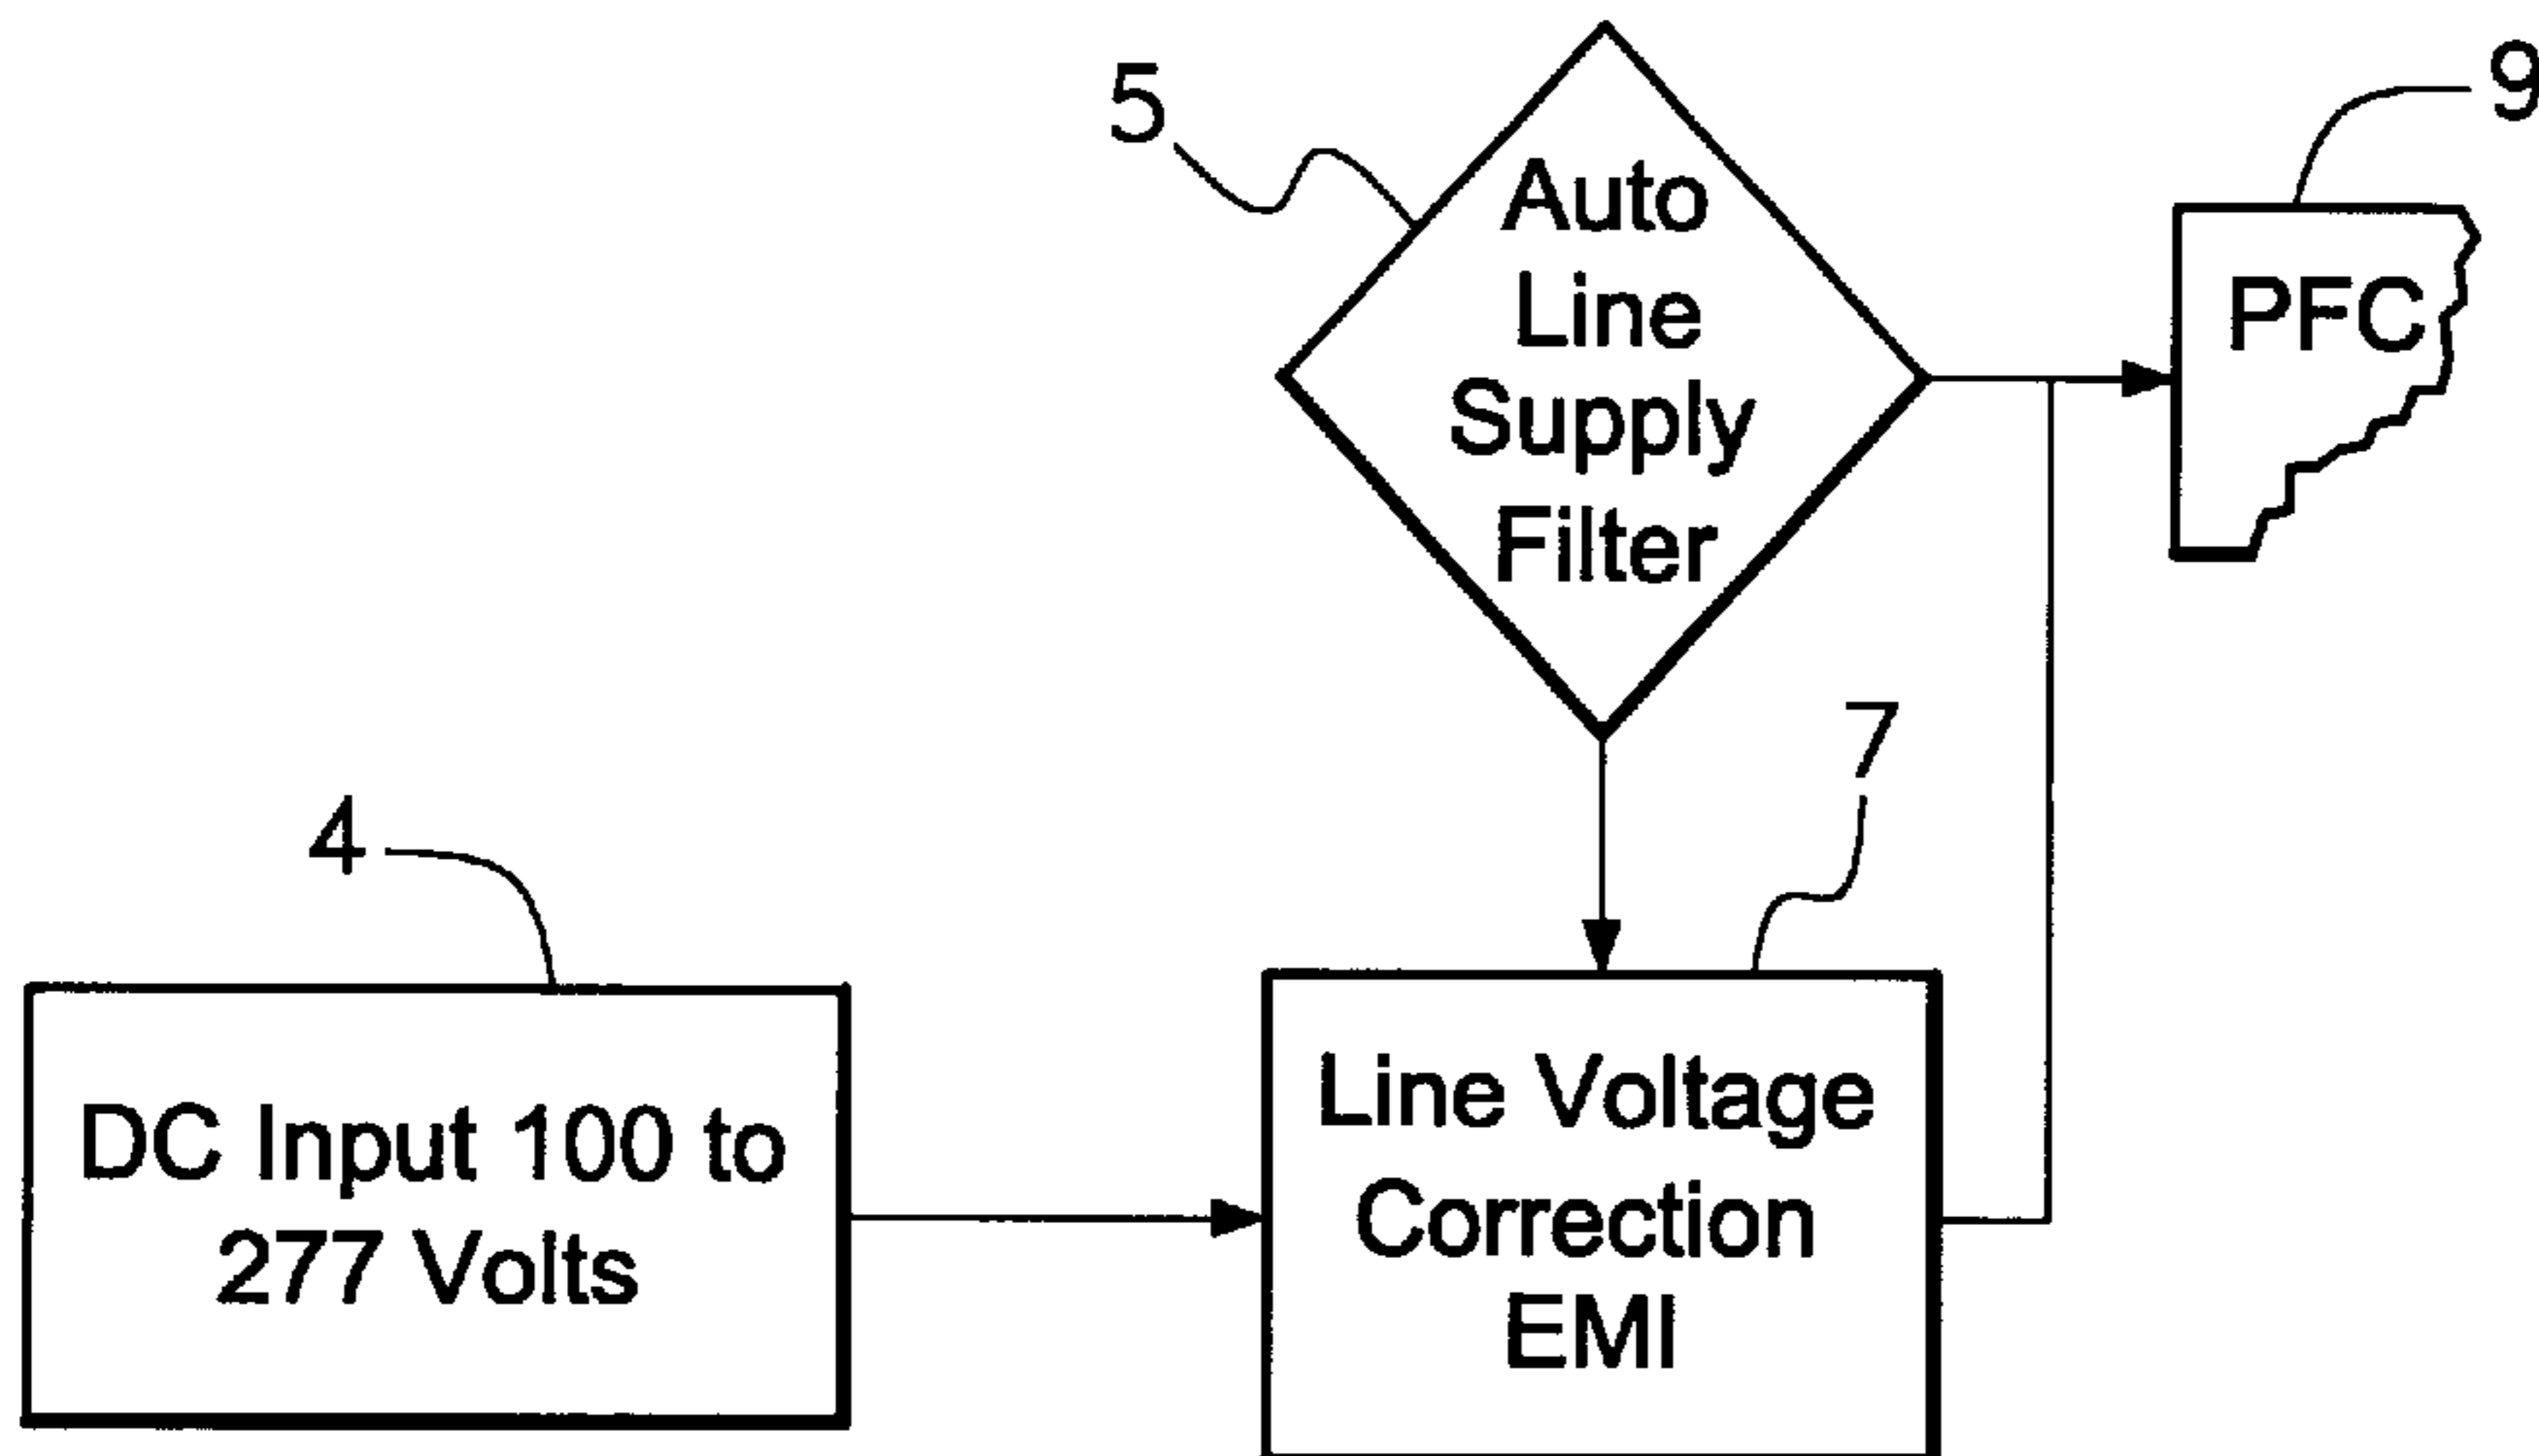 5
Auto
Line
Supply
Filter
9
PFC
4
DC Input 100 to
277 Volts
7
Line Voltage
Correction
EMI